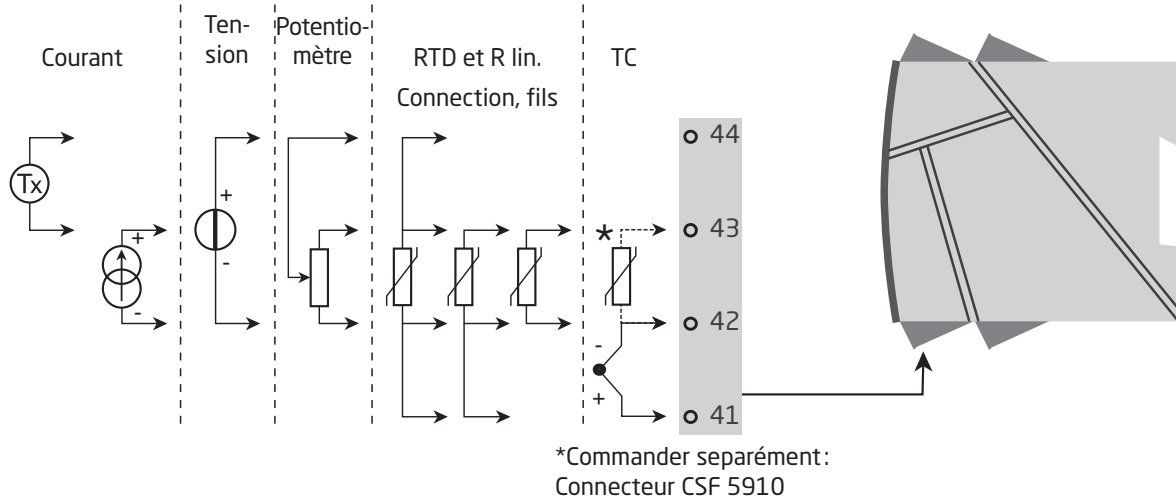 Courant
Ten-
sion
Potentio-
mètre
RTD et R lin.
Connection, fils
TC
Tx
+
-
+
-
*
-
+
44
43
42
41
*Commander separément:
Connecteur CSF 5910